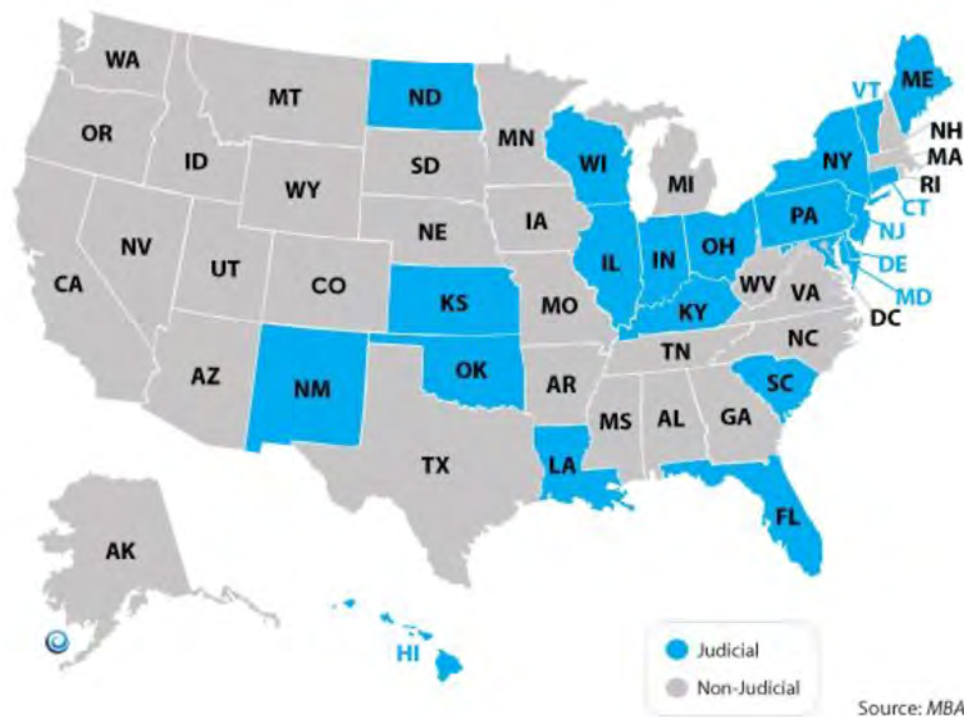 WA
MT
ND
MN
VT
ME
OR
ID
WY
SD
WI
MI
NY
NH
MA
RI
CT
NV
UT
CO
NE
IA
IL
IN
OH
PA
NJ
DE
MD
DC
CA
KS
MO
KY
WV
VA
AZ
NM
OK
AR
TN
NC
SC
TX
LA
MS
AL
GA
FL
AK
HI
Judicial
Non-Judicial
Source: MBA